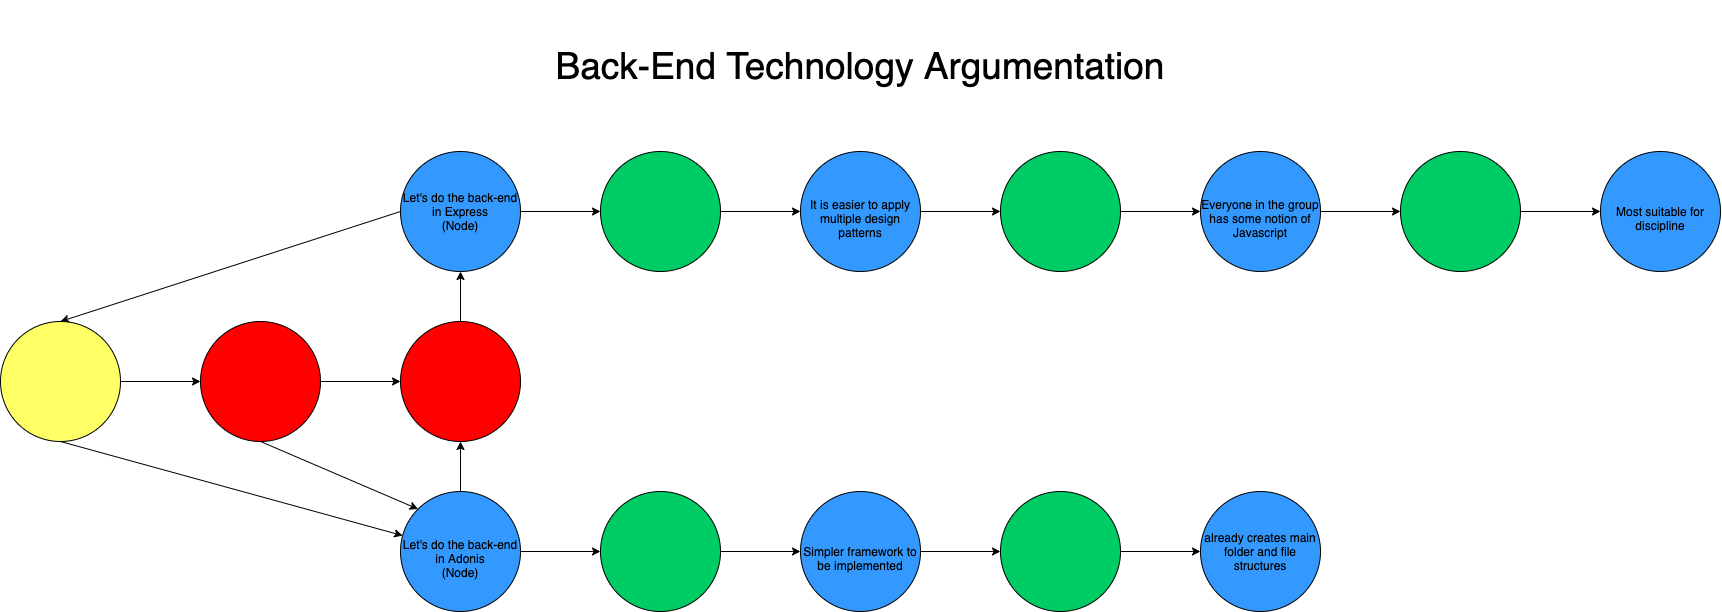 Back-End Technology Argumentation
Let's do the back-end
in Express
(Node)
It is easier to apply
multiple design
patterns
Everyone in the group
has some notion of
Javascript
Most suitable for
discipline
Let's do the back-end
in Adonis
(Node)
Simpler framework to
be implemented
already creates main
folder and file
structures